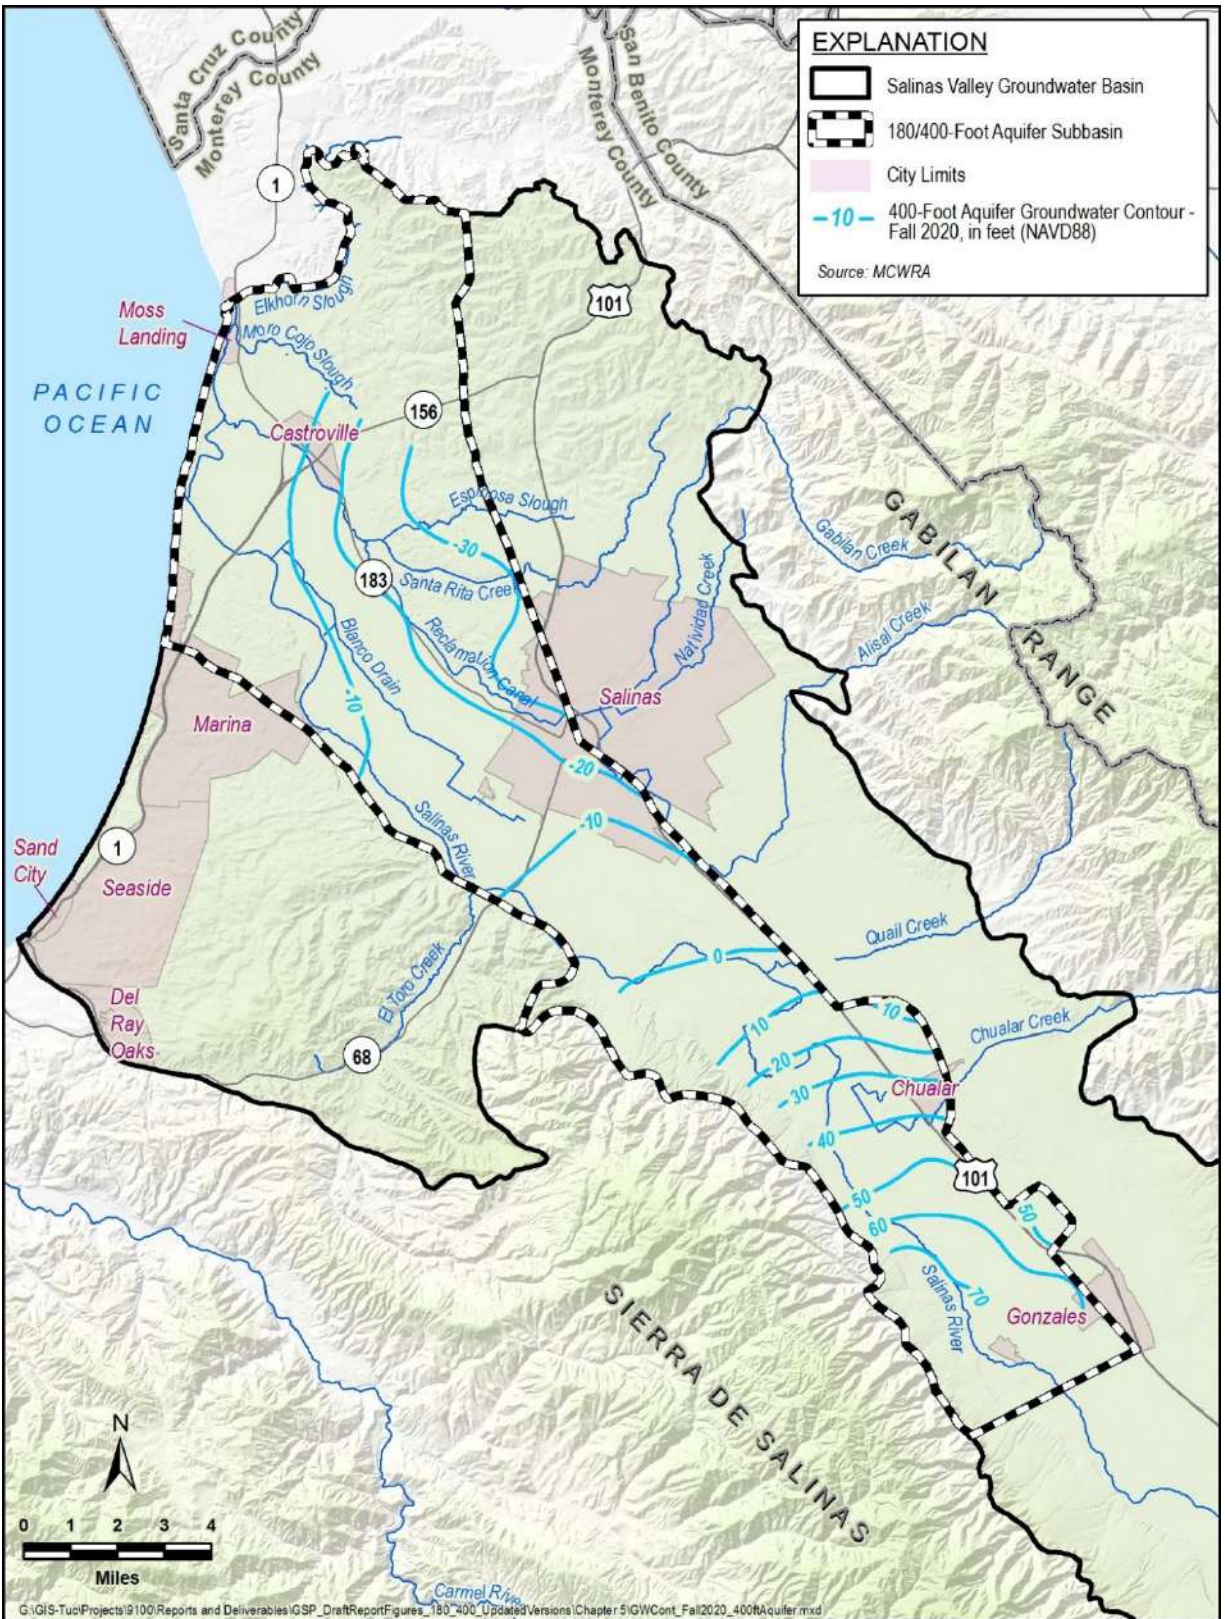 EXPLANATION
Salinas Valley Groundwater Basin
180/400-Foot Aquifer Subbasin
City Limits
-10-
400-Foot Aquifer Groundwater Contour -
Fall 2020, in feet (NAVD88)
Source: MCWRA
Santa Cruz County
Monterey County
San Benito County
Monterey County
1
101
Elkhorn Slough
Moss
Landing
Moro Cojo Slough
PACIFIC
OCEAN
156
Castroville
Espinosa Slough
GABILAN
RANGE
Gabilan Creek
-30
183
Santa Rita Creek
Natividad Creek
Alisal Creek
Blanco Drain
Reclamation Canal
Salinas
-10
Marina
-20
-10
Salinas River
Sand
City
1
Seaside
Quail Creek
0
El Toro Creek
Del
Ray
Oaks
10
10
Chualar Creek
68
20
30
Chualar
40
101
50
50
60
70
Salinas River
Gonzales
SIERRA DE SALINAS
N
0 1 2 3 4
Miles
Carmel River
G:\GIS-Tuc\Projects\9100\Reports and Deliverables\GSP_DraftReportFigures_180_400_UpdatedVersions\Chapter 5\GWCont_Fall2020_400ftAquifer.mxd